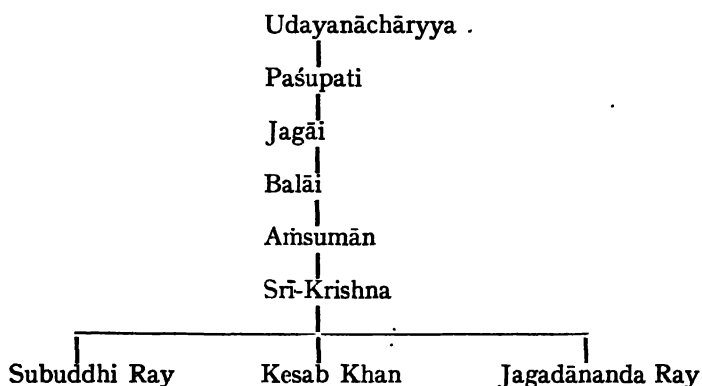 Udayanāchāryya .
Paśupati
Jagāi
Balāi
Aṁsumān
Srī-Krishna
Subuddhi Ray Kesab Khan Jagadānanda Ray